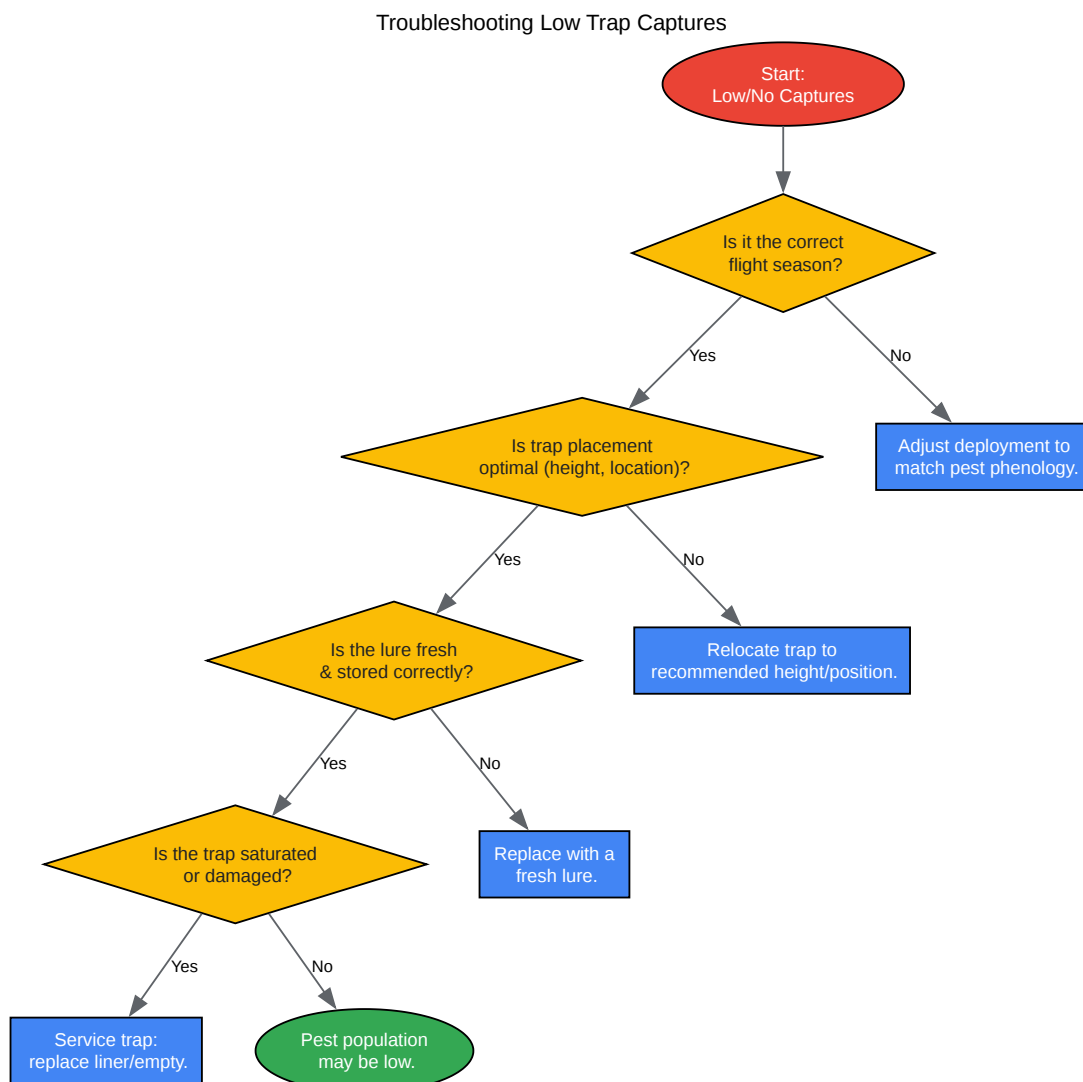 Troubleshooting Low Trap Captures
Start:
Low/No Captures
Is it the correct
flight season?
Yes
No
Is trap placement
optimal (height, location)?
Adjust deployment to
match pest phenology.
Yes
No
Is the lure fresh
& stored correctly?
Relocate trap to
recommended height/position.
Yes
No
Is the trap saturated
or damaged?
Replace with a
fresh lure.
Yes
No
Service trap:
replace liner/empty.
Pest population
may be low.